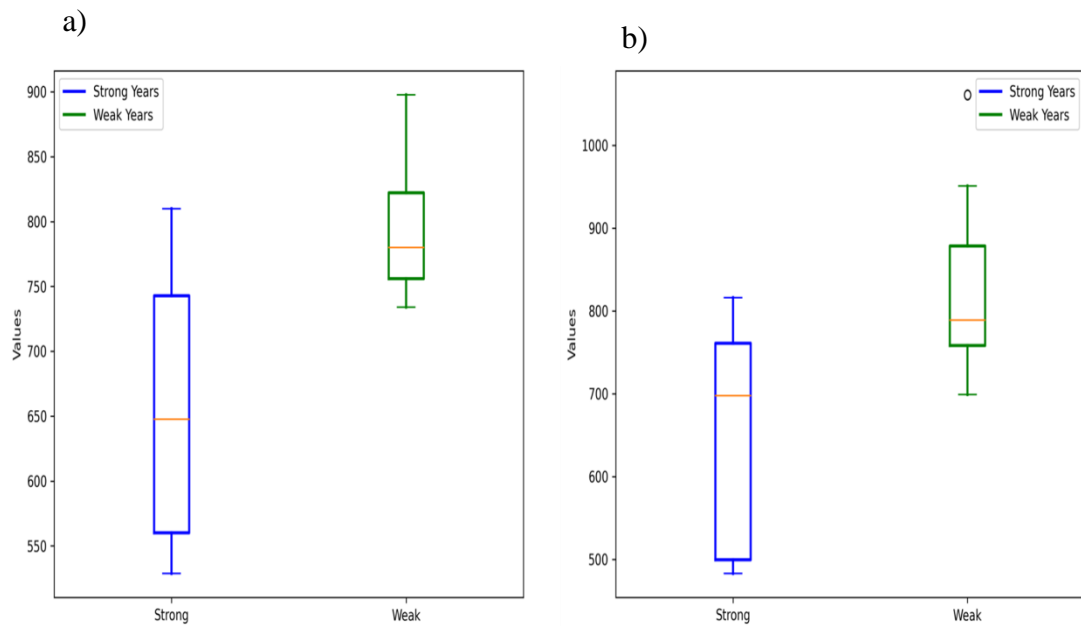 a)
Strong Years
Weak Years
900
850
800
750
700
650
600
550
Values
Strong
Weak
b)
Strong Years
Weak Years
1000
900
800
700
600
500
Values
Strong
Weak